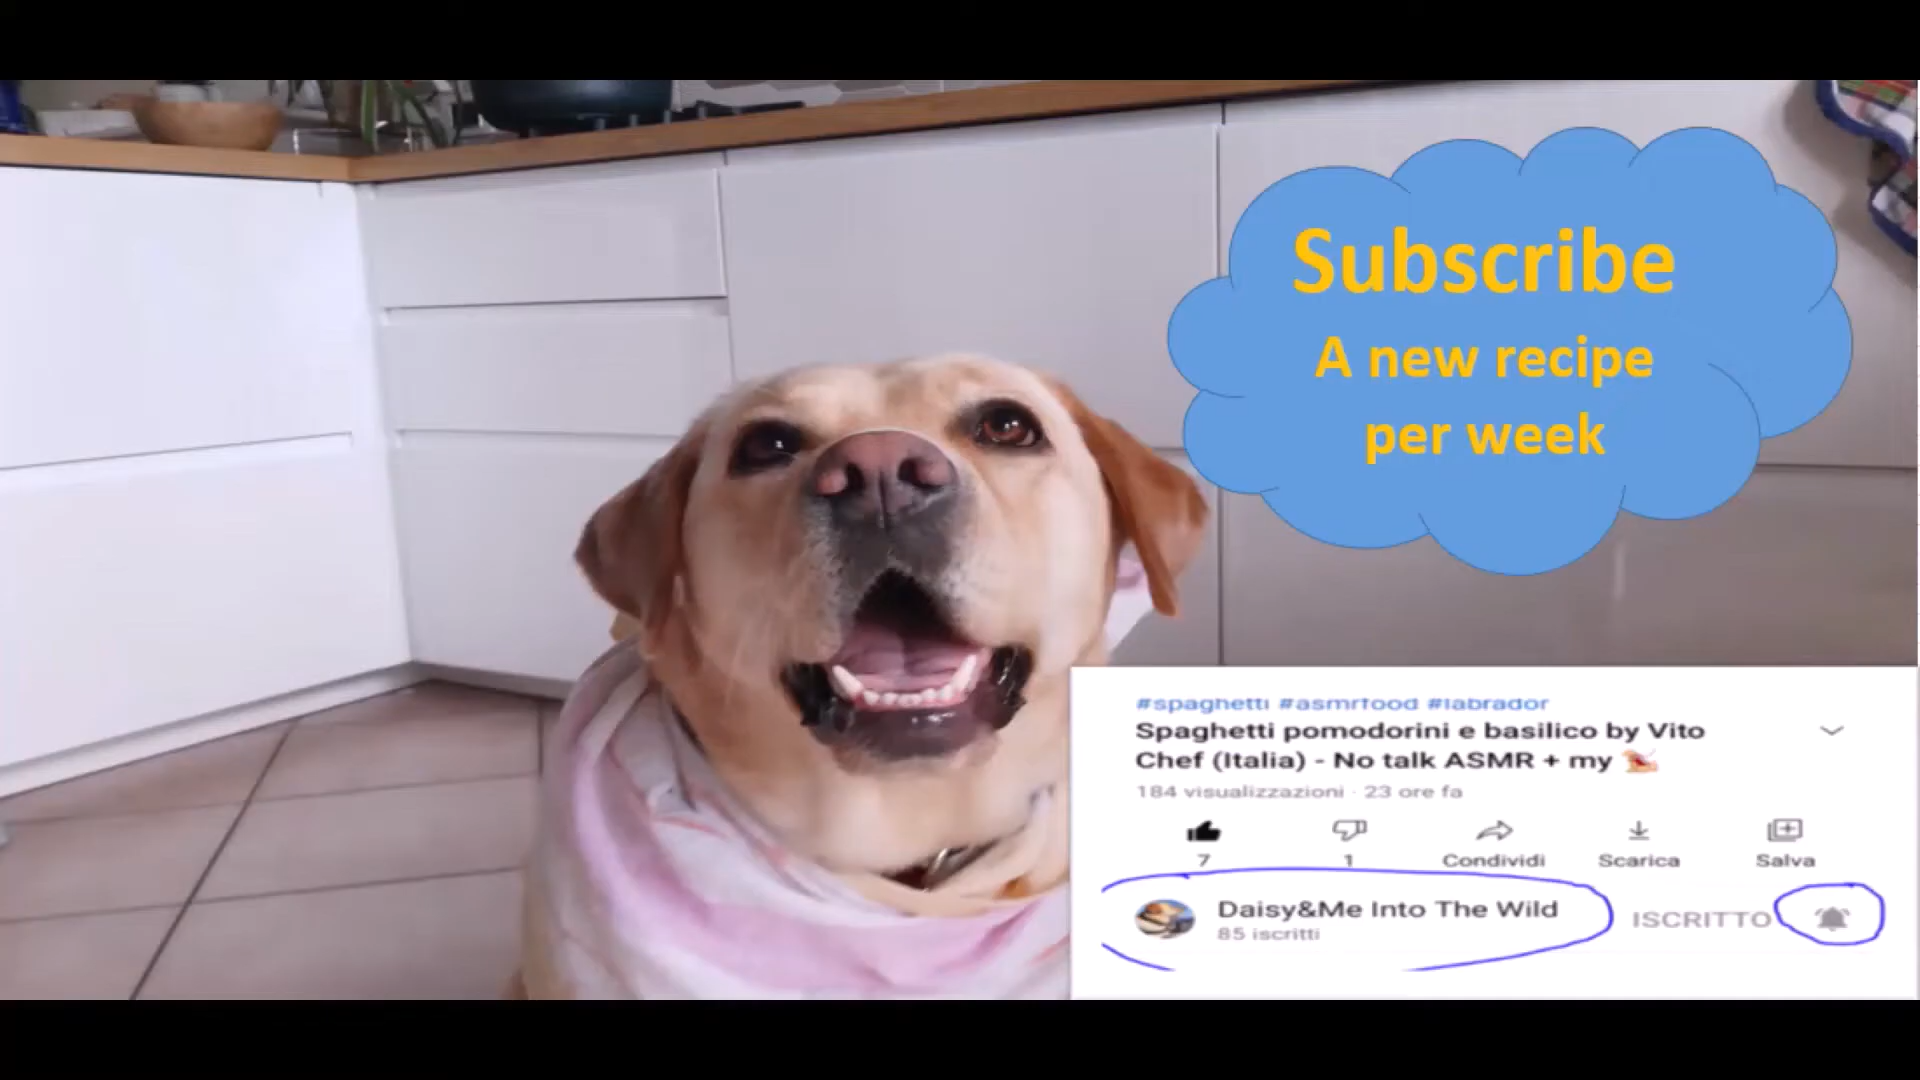 Subscribe
A new recipe
per week
#spaghetti #asmrfood #labrador
Spaghetti pomodorini e basilico by Vito
Chef (Italia) - No talk ASMR + my
184 visualizzazioni · 23 ore fa
7
1
Condividi
Scarica
Salva
Daisy&Me Into The Wild
85 iscritti
ISCRITTO